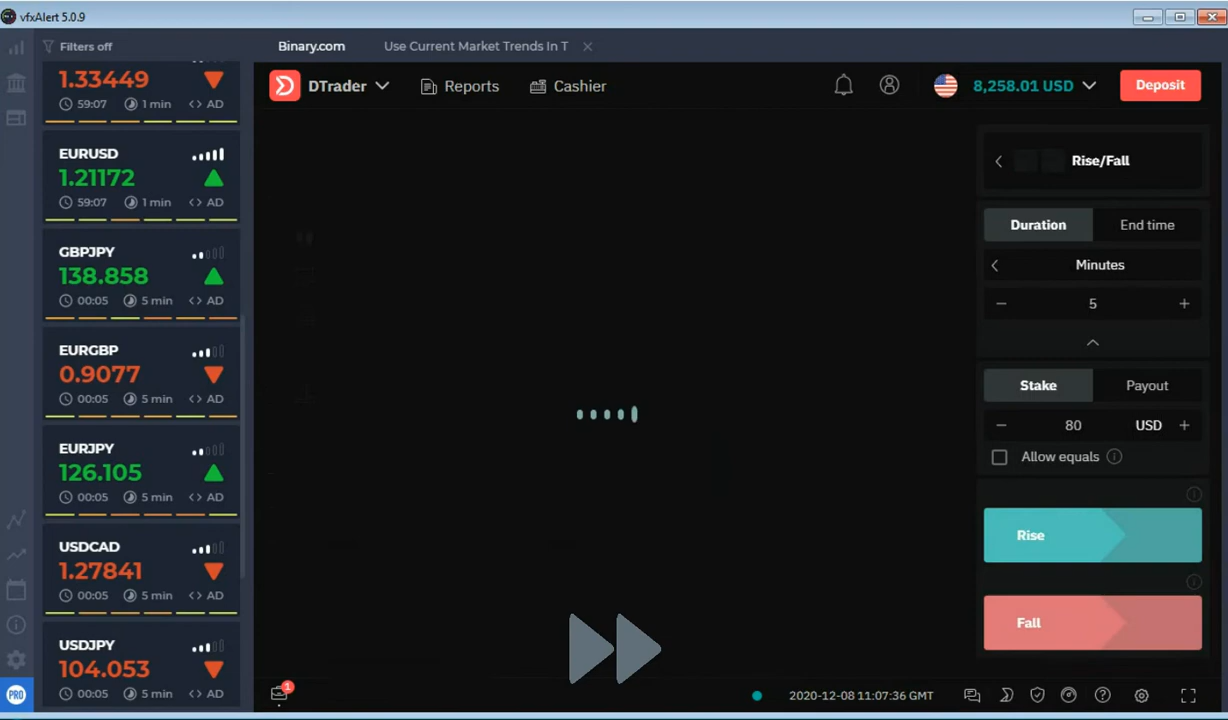 vfxAlert 5.0.9
Filters off
Binary.com
Use Current Market Trends In T
1.33449
59:07 1 min <> AD
EURUSD
1.21172
59:07 1 min <> AD
GBPJPY
138.858
00:05 5 min <> AD
EURGBP
0.9077
00:05 5 min <> AD
EURJPY
126.105
00:05 5 min <> AD
USDCAD
1.27841
00:05 5 min <> AD
USDJPY
104.053
00:05 5 min <> AD
PRO
DTrader
Reports
Cashier
8,258.01 USD
Deposit
Rise/Fall
Duration
End time
Minutes
− 5 +
Stake
Payout
− 80 USD +
Allow equals
Rise
Fall
1
2020-12-08 11:07:36 GMT